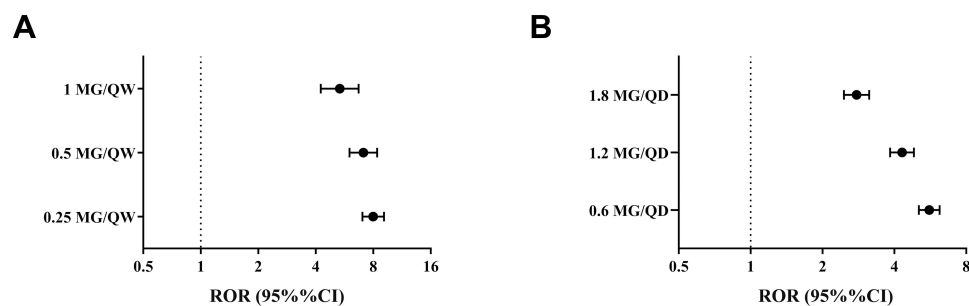 A
1 MG/QW
0.5 MG/QW
0.25 MG/QW
0.5 1 2 4 8 16
ROR (95%%CI)
B
1.8 MG/QD
1.2 MG/QD
0.6 MG/QD
0.5 1 2 4 8
ROR (95%%CI)